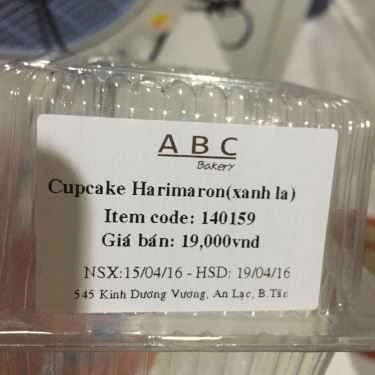 ABC
Bakery
Cupcake Harimaron(xanh la)
Item code: 140159
Giá bán: 19,000vnd
NSX:15/04/16 - HSD: 19/04/16
545 Kinh Dương Vương, An Lạc, B.Tân